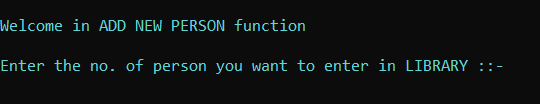 Welcome in ADD NEW PERSON function
Enter the no. of person you want to enter in LIBRARY ::-